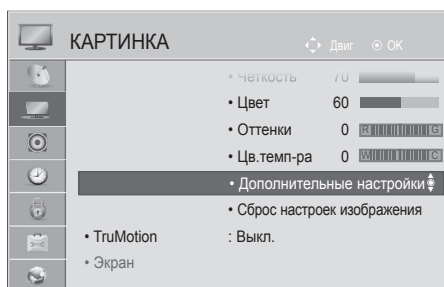 КАРТИНКА
Двиг ОК
• Четкость 70
• Цвет 60
• Оттенки 0 R G
• Цв.темп-ра 0 W C
• Дополнительные настройки
• Сброс настроек изображения
• TruMotion : Выкл.
• Экран